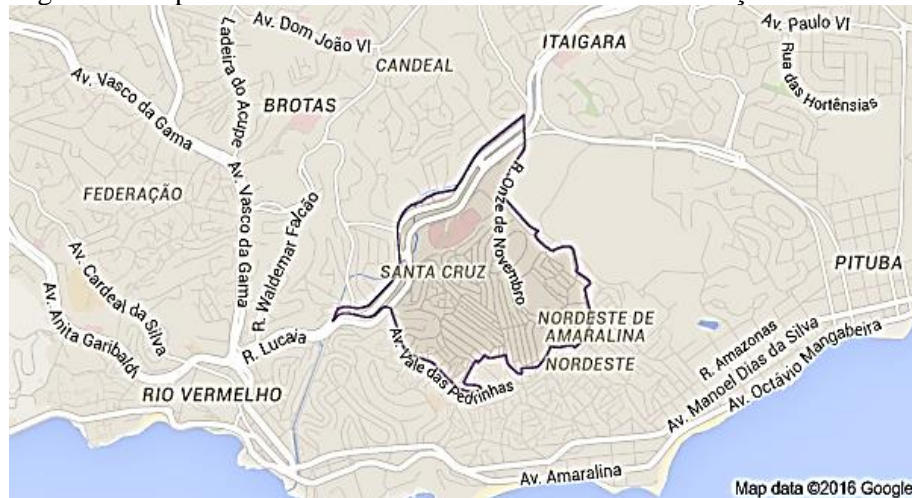 Av. Dom João VI
Ladeira do Acupe
ITAIGARA
Av. Paulo VI
CANDEAL
Rua das Hortênsias
Av. Vasco da Gama
BROTAS
FEDERAÇÃO
Av. Vasco da Gama
R. Waldemar Falcão
R. Onze de Novembro
Av. Cardeal da Silva
Av. Anita Garibaldi
SANTA CRUZ
PITUBA
NORDESTE DE
AMARALINA
NORDESTE
R. Lucaia
Av. Vale das Pedrinhas
RIO VERMELHO
R. Amazonas
Av. Manoel Dias da Silva
Av. Octávio Mangabeira
Av. Amaralina
Map data ©2016 Google